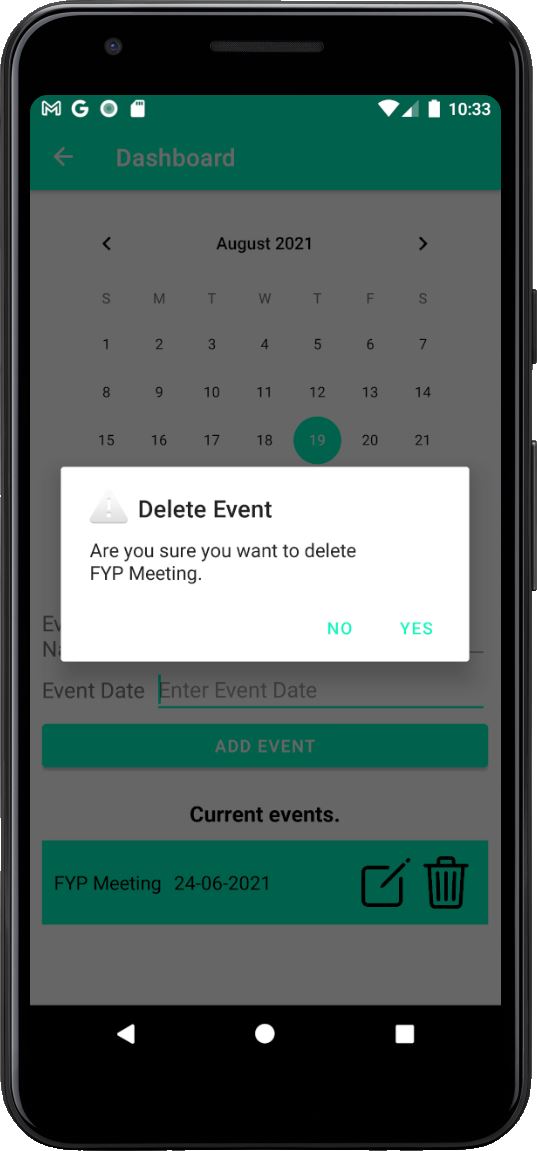 10:33
Dashboard
August 2021
S M T W T F S
1 2 3 4 5 6 7
8 9 10 11 12 13 14
15 16 17 18 19 20 21
Delete Event
Are you sure you want to delete
FYP Meeting.
NO YES
Event Date Enter Event Date
ADD EVENT
Current events.
FYP Meeting 24-06-2021